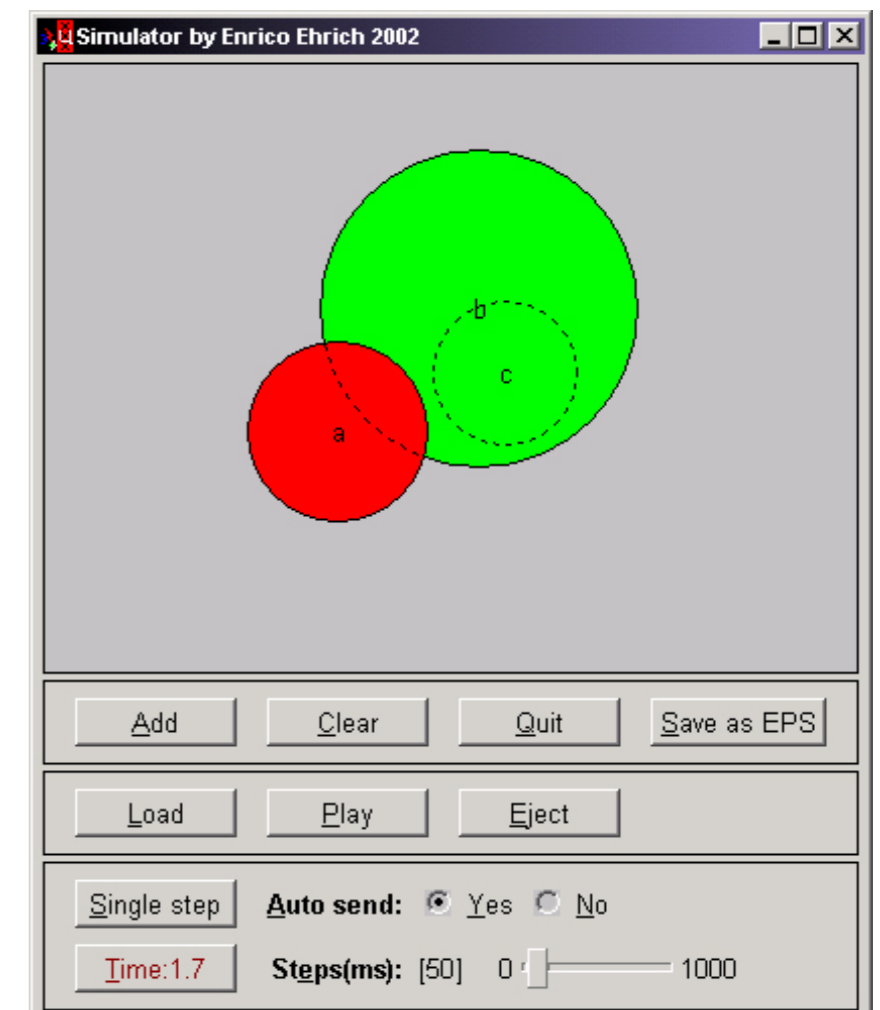 Simulator by Enrico Ehrich 2002
b
c
a
Add Clear Quit Save as EPS
Load Play Eject
Single step Auto send: Yes No
Time:1.7 Steps(ms): [50] 0 1000